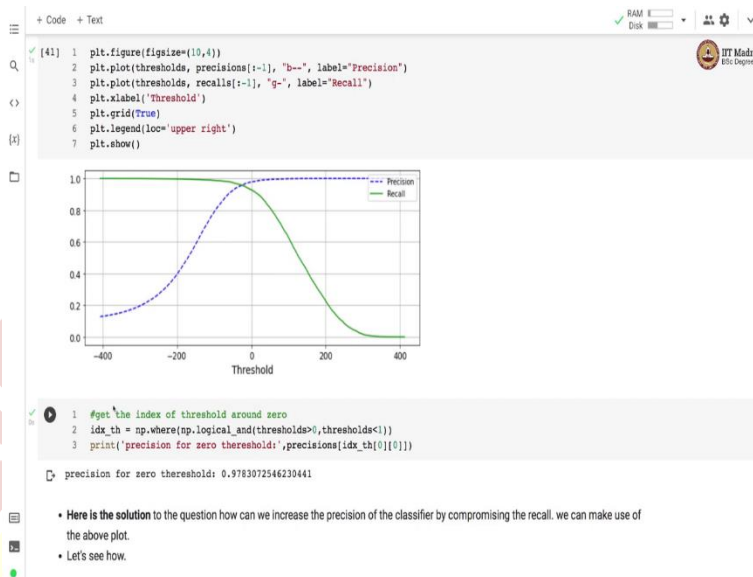 + Code + Text
RAM
Disk
IIT Madr
BSc Degree
[41] 1 plt.figure(figsize=(10,4))
2 plt.plot(thresholds, precisions[:-1], "b--", label="Precision")
3 plt.plot(thresholds, recalls[:-1], "g-", label="Recall")
4 plt.xlabel('Threshold')
5 plt.grid(True)
6 plt.legend(loc='upper right')
7 plt.show()
{x}
1.0
0.8
0.6
0.4
0.2
0.0
Precision
Recall
−400 −200 0 200 400
Threshold
1 #get the index of threshold around zero
2 idx_th = np.where(np.logical_and(thresholds>0,thresholds<1))
3 print('precision for zero thereshold:',precisions[idx_th[0][0]])
precision for zero thereshold: 0.9783072546230441
• Here is the solution to the question how can we increase the precision of the classifier by compromising the recall. we can make use of
the above plot.
• Let's see how.